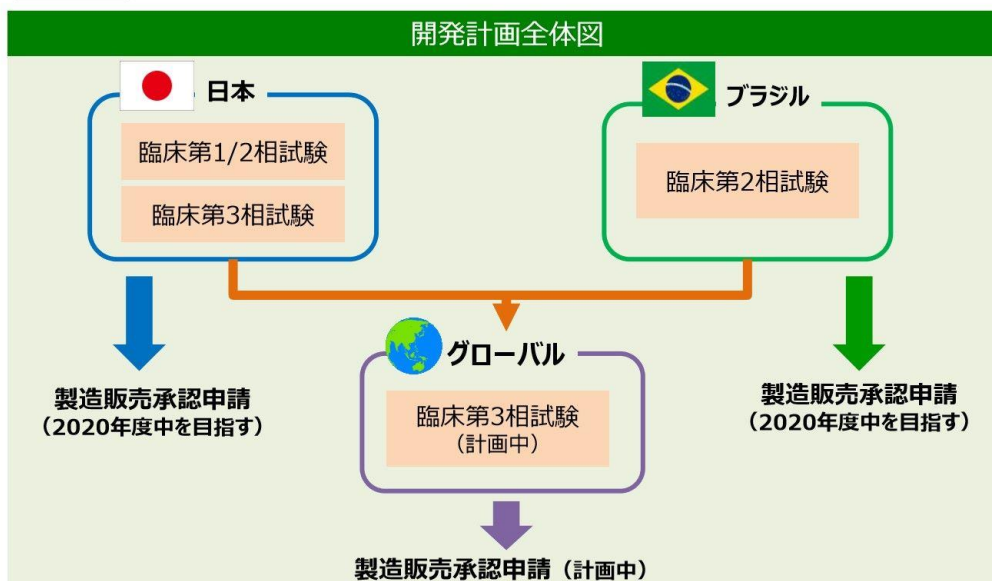 開発計画全体図
日本
臨床第1/2相試験
臨床第3相試験
ブラジル
臨床第2相試験
製造販売承認申請
（2020年度中を目指す）
グローバル
臨床第3相試験
（計画中）
製造販売承認申請
（2020年度中を目指す）
製造販売承認申請（計画中）